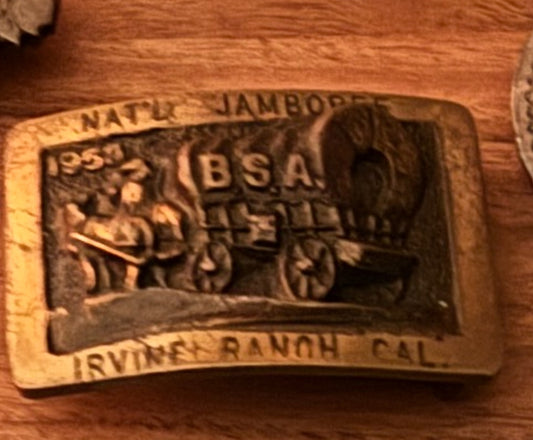 NAT'L JAMBOREE
1953
B.S.A.
IRVINE RANCH CAL.